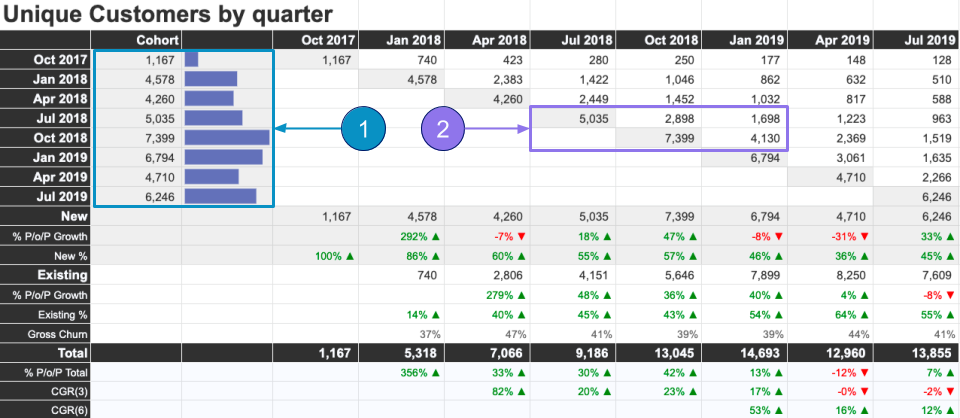 Unique Customers by quarter
Cohort Oct 2017 Jan 2018 Apr 2018 Jul 2018 Oct 2018 Jan 2019 Apr 2019 Jul 2019
Oct 2017 1,167 1,167 740 423 280 250 177 148 128
Jan 2018 4,578 4,578 2,383 1,422 1,046 862 632 510
Apr 2018 4,260 4,260 2,449 1,452 1,032 817 588
Jul 2018 5,035 5,035 2,898 1,698 1,223 963
1 2
Oct 2018 7,399 7,399 4,130 2,369 1,519
Jan 2019 6,794 6,794 3,061 1,635
Apr 2019 4,710 4,710 2,266
Jul 2019 6,246 6,246
New 1,167 4,578 4,260 5,035 7,399 6,794 4,710 6,246
% P/o/P Growth 292% ▲ -7% ▼ 18% ▲ 47% ▲ -8% ▼ -31% ▼ 33% ▲
New % 100% ▲ 86% ▲ 60% ▲ 55% ▲ 57% ▲ 46% ▲ 36% ▲ 45% ▲
Existing 740 2,806 4,151 5,646 7,899 8,250 7,609
% P/o/P Growth 279% ▲ 48% ▲ 36% ▲ 40% ▲ 4% ▲ -8% ▼
Existing % 14% ▲ 40% ▲ 45% ▲ 43% ▲ 54% ▲ 64% ▲ 55% ▲
Gross Churn 37% 47% 41% 39% 39% 44% 41%
Total 1,167 5,318 7,066 9,186 13,045 14,693 12,960 13,855
% P/o/P Total 356% ▲ 33% ▲ 30% ▲ 42% ▲ 13% ▲ -12% ▼ 7% ▲
CGR(3) 82% ▲ 20% ▲ 23% ▲ 17% ▲ -0% ▼ -2% ▼
CGR(6) 53% ▲ 16% ▲ 12% ▲